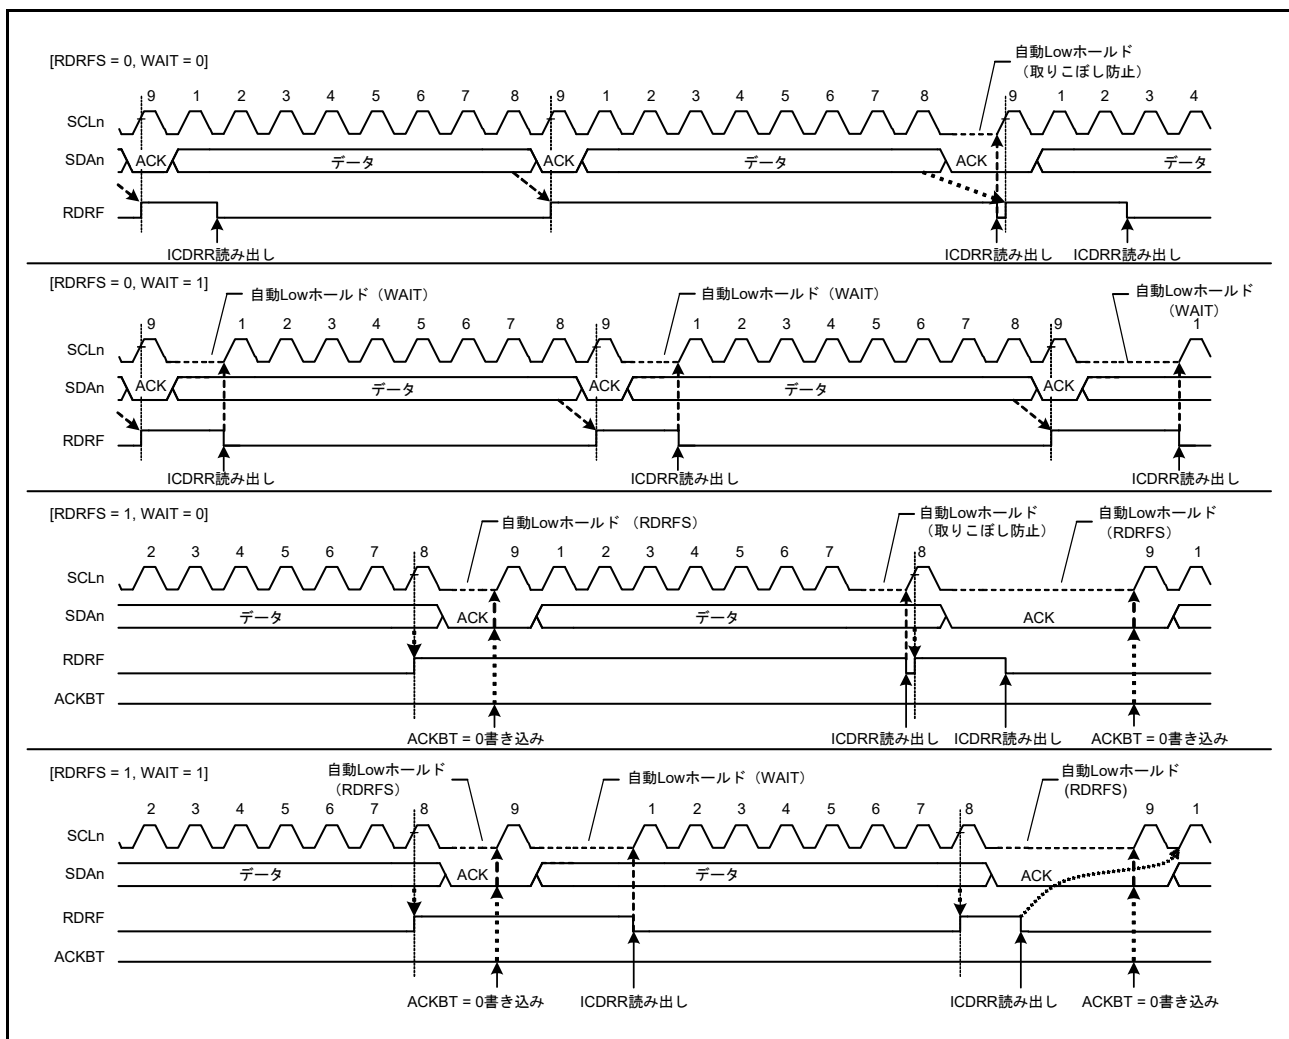 [RDRFS = 0, WAIT = 0]
自動Lowホールド
（取りこぼし防止）
9 1 2 3 4 5 6 7 8 9 1 2 3 4 5 6 7 8 9 1 2 3 4
SCLn
SDAn ACK データ ACK データ ACK データ
RDRF
ICDRR読み出し ICDRR読み出し ICDRR読み出し
[RDRFS = 0, WAIT = 1]
自動Lowホールド（WAIT） 自動Lowホールド（WAIT） 自動Lowホールド
（WAIT）
9 1 2 3 4 5 6 7 8 9 1 2 3 4 5 6 7 8 9 1
SCLn
SDAn ACK データ ACK データ ACK
RDRF
ICDRR読み出し ICDRR読み出し ICDRR読み出し
[RDRFS = 1, WAIT = 0]
自動Lowホールド （RDRFS） 自動Lowホールド 自動Lowホールド
（取りこぼし防止） （RDRFS）
2 3 4 5 6 7 8 9 1 2 3 4 5 6 7 8 9 1
SCLn
SDAn データ ACK データ ACK
RDRF
ACKBT
ACKBT = 0書き込み ICDRR読み出し ICDRR読み出し ACKBT = 0書き込み
[RDRFS = 1, WAIT = 1]
自動Lowホールド 自動Lowホールド（WAIT） 自動Lowホールド
(RDRFS） (RDRFS)
2 3 4 5 6 7 8 9 1 2 3 4 5 6 7 8 9 1
SCLn
SDAn データ ACK データ ACK
RDRF
ACKBT
ACKBT = 0書き込み ICDRR読み出し ICDRR読み出し ACKBT = 0書き込み